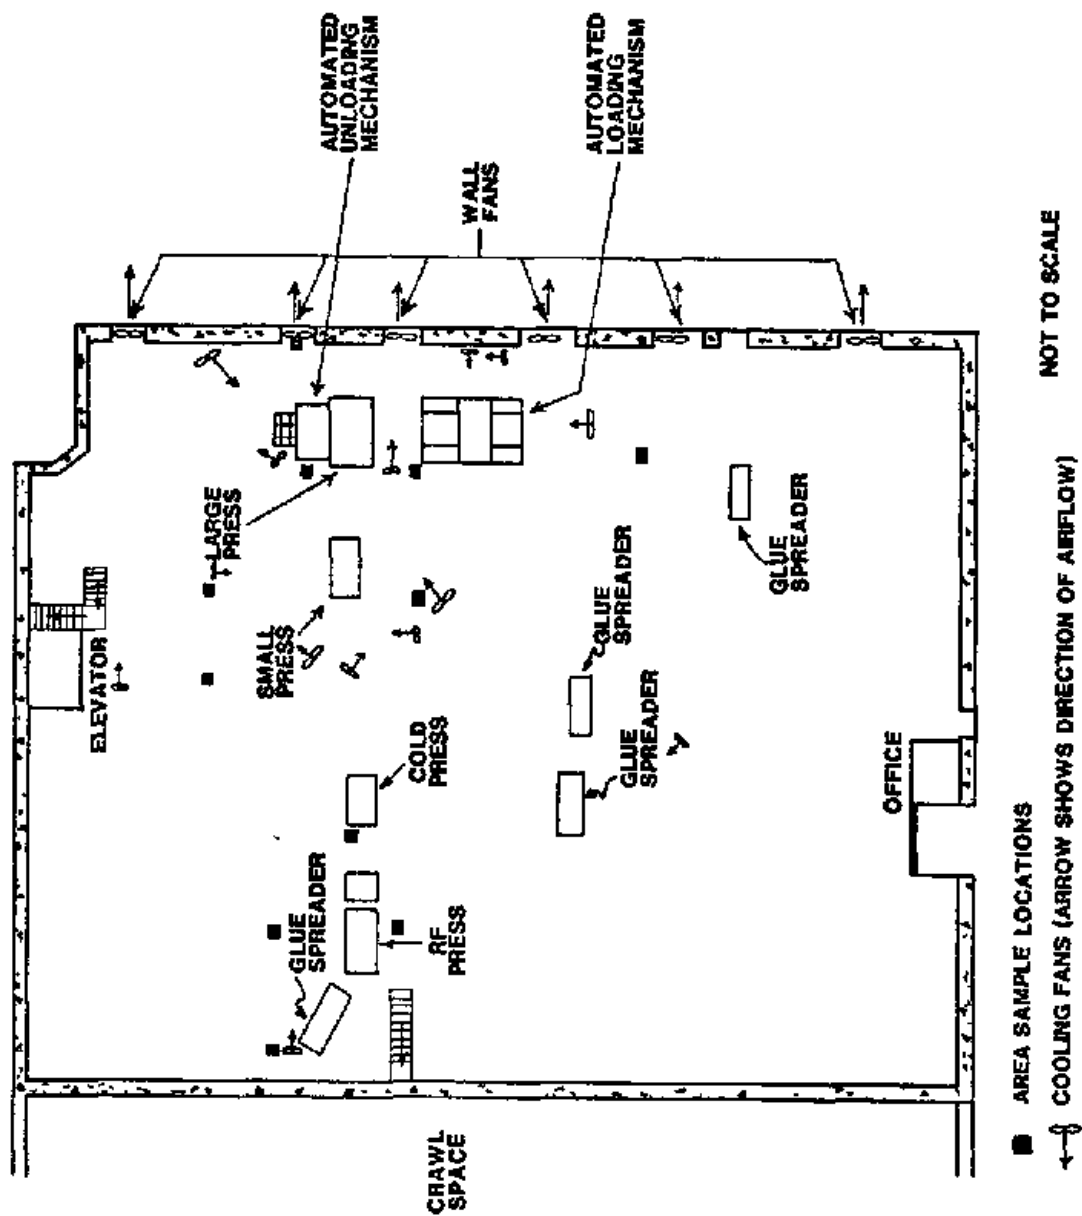 AUTOMATED
UNLOADING
MECHANISM
AUTOMATED
LOADING
MECHANISM
WALL
FANS
LARGE
PRESS
SMALL
PRESS
ELEVATOR
COLD
PRESS
GLUE
SPREADER
GLUE
SPREADER
GLUE
SPREADER
GLUE
SPREADER
RF
PRESS
OFFICE
CRAWL
SPACE
AREA SAMPLE LOCATIONS
COOLING FANS (ARROW SHOWS DIRECTION OF AIRFLOW)
NOT TO SCALE